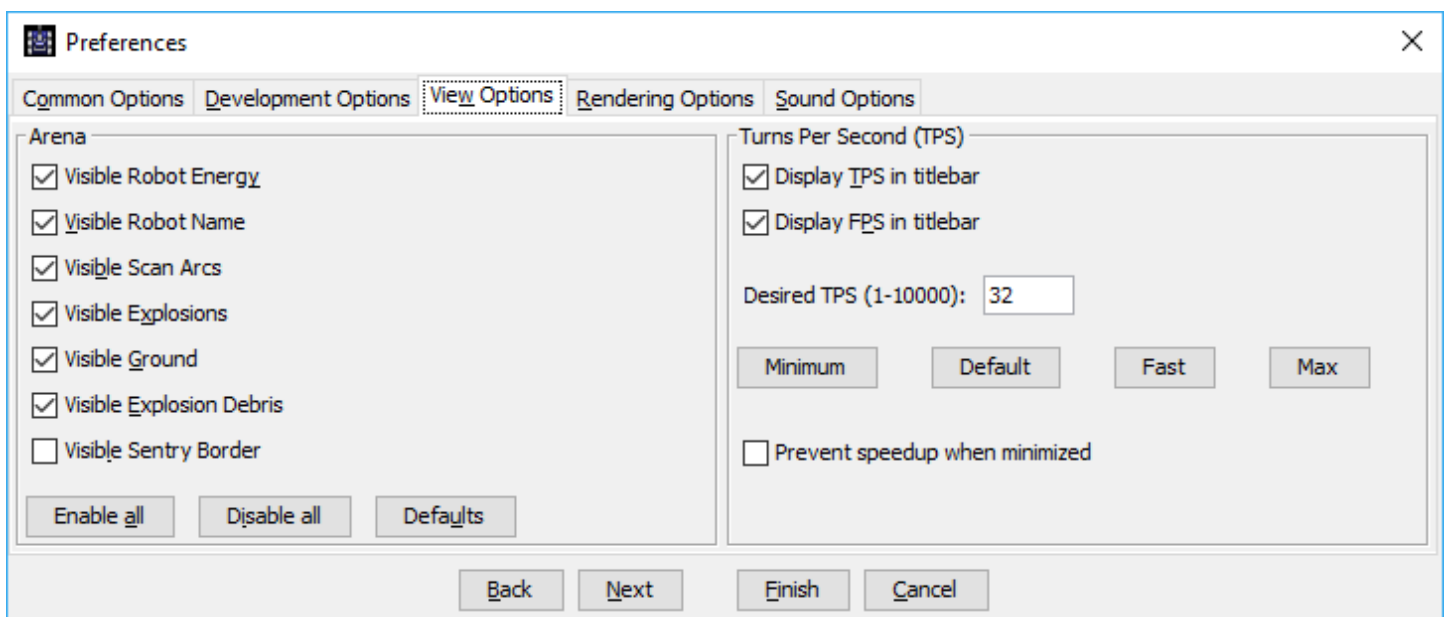 Preferences
Common Options Development Options View Options Rendering Options Sound Options
Arena
Visible Robot Energy
Visible Robot Name
Visible Scan Arcs
Visible Explosions
Visible Ground
Visible Explosion Debris
Visible Sentry Border
Enable all Disable all Defaults
Turns Per Second (TPS)
Display TPS in titlebar
Display FPS in titlebar
Desired TPS (1-10000): 32
Minimum Default Fast Max
Prevent speedup when minimized
Back Next Finish Cancel